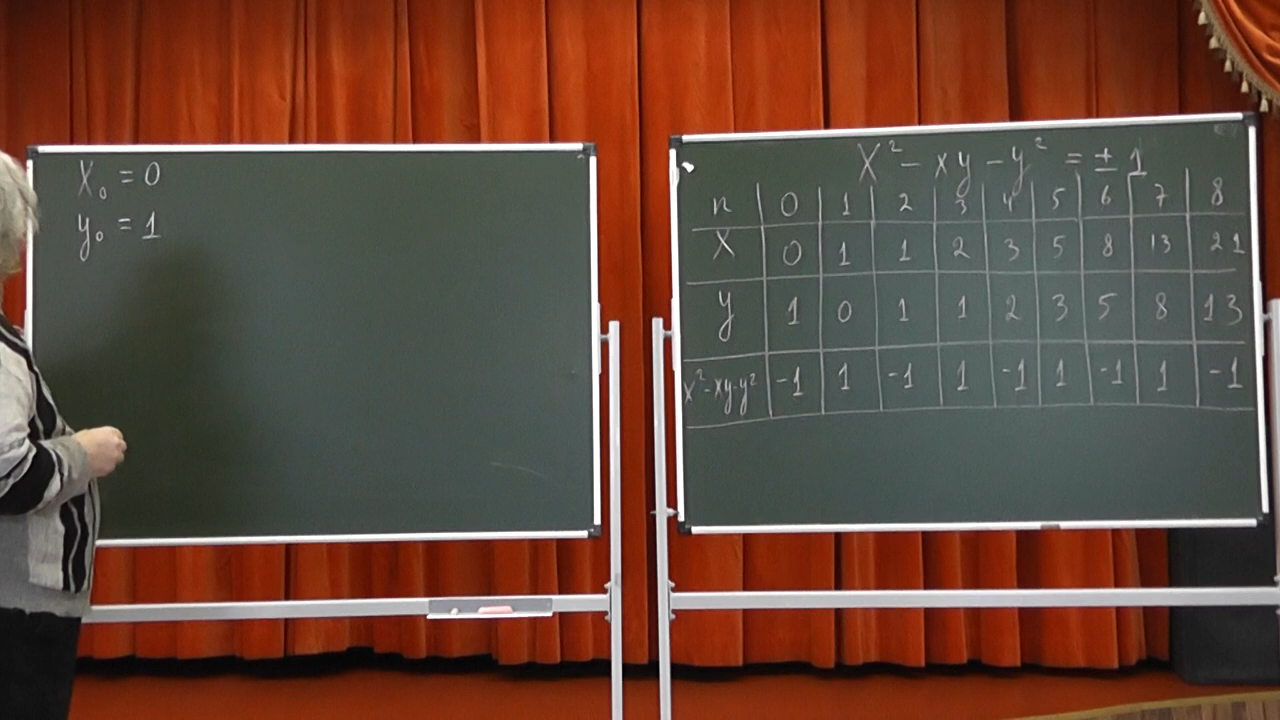 X₀ = 0
y₀ = 1
X² - xy - y² = ± 1
n 0 1 2 3 4 5 6 7 8
X 0 1 1 2 3 5 8 13 21
y 1 0 1 1 2 3 5 8 13
x²-xy-y² -1 1 -1 1 -1 1 -1 1 -1